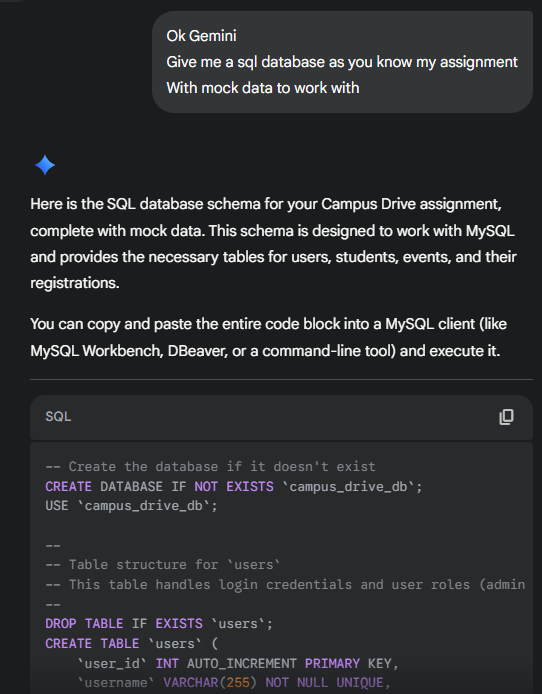 Ok Gemini
Give me a sql database as you know my assignment
With mock data to work with
Here is the SQL database schema for your Campus Drive assignment,
complete with mock data. This schema is designed to work with MySQL
and provides the necessary tables for users, students, events, and their
registrations.
You can copy and paste the entire code block into a MySQL client (like
MySQL Workbench, DBeaver, or a command-line tool) and execute it.
SQL
-- Create the database if it doesn't exist
CREATE DATABASE IF NOT EXISTS `campus_drive_db`;
USE `campus_drive_db`;
--
-- Table structure for `users`
-- This table handles login credentials and user roles (admin
--
DROP TABLE IF EXISTS `users`;
CREATE TABLE `users` (
`user_id` INT AUTO_INCREMENT PRIMARY KEY,
`username` VARCHAR(255) NOT NULL UNIQUE,